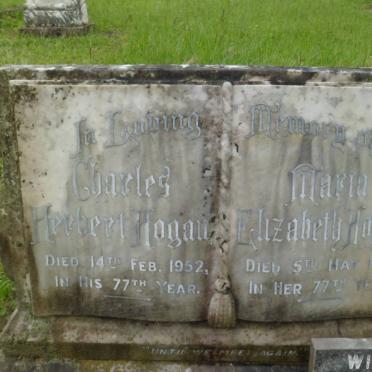 In Loving Memory of
Charles
Herbert Hogan
Died 14th Feb. 1952,
In His 77th Year.
Maria
Elizabeth
Died 5th May
In Her 77th
"Until we meet again"
WI